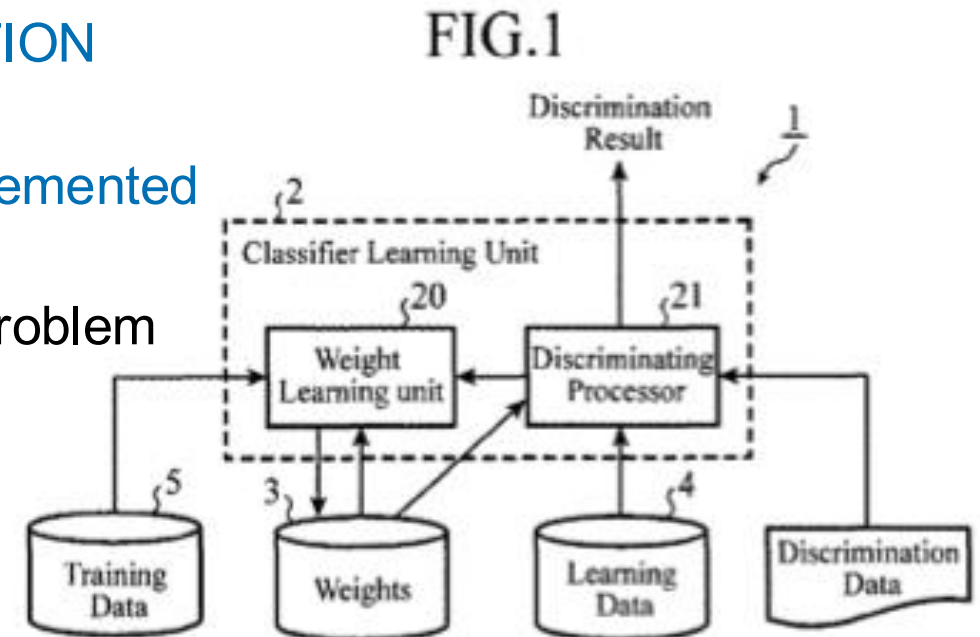 TION
FIG.1
Discrimination
Result
1
emented
2
Classifier Learning Unit
20
21
roblem
Weight
Learning unit
Discriminating
Processor
5
3
4
Training
Data
Weights
Learning
Data
Discrimination
Data